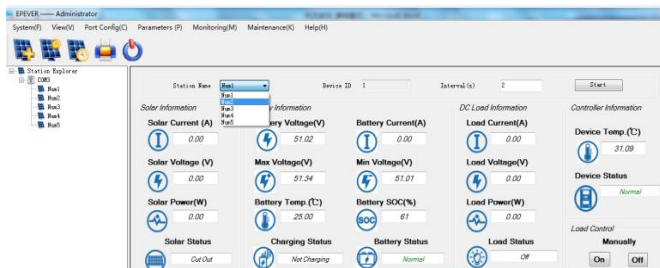 EPEVER —— Administrator
System(F) View(V) Port Config(C) Parameters (P) Monitoring(M) Maintenance(K) Help(H)
Station Explorer
COM3
Num1
Num2
Num3
Num4
Num5
Station Name Num1 Device ID 1 Interval(s) 2 Start
Num1
Num2
Num3
Num4
Num5
Solar Information Information DC Load Information Controller Information
Solar Current (A) ery Voltage(V) Battery Current(A) Load Current(A) Device Temp.(℃)
0.00 51.02 0.00 0.00 31.09
Solar Voltage (V) Max Voltage(V) Min Voltage(V) Load Voltage(V) Device Status
0.00 51.34 51.01 0.00 Normal
Solar Power(W) Battery Temp.(℃) Battery SOC(%) Load Power(W)
SOC
0.00 25.00 61 0.00
Load Control
Solar Status Charging Status Battery Status Load Status Manually
Cut Out Not Charging Normal Off On Off